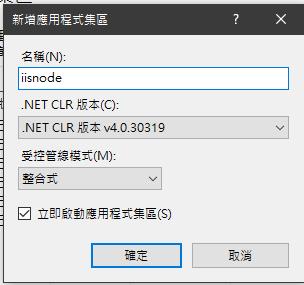 新增應用程式集區
? ×
名稱(N):
iisnode
.NET CLR 版本(C):
.NET CLR 版本 v4.0.30319
受控管線模式(M):
整合式
立即啟動應用程式集區(S)
確定
取消